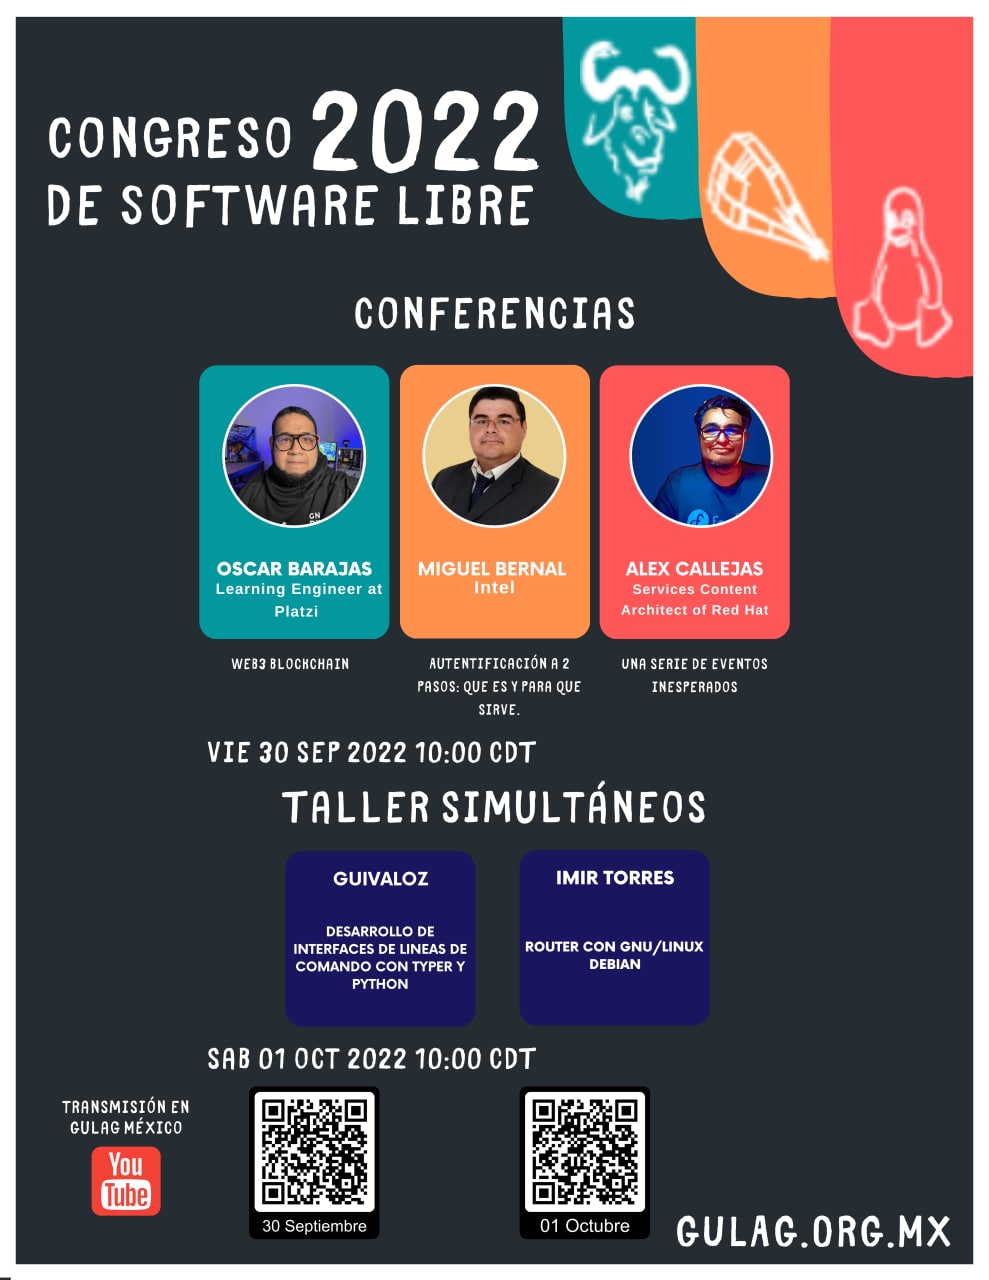 CONGRESO 2022
DE SOFTWARE LIBRE
CONFERENCIAS
GN
OSCAR BARAJAS
Learning Engineer at
Platzi
MIGUEL BERNAL
Intel
ALEX CALLEJAS
Services Content
Architect of Red Hat
WEB3 BLOCKCHAIN
AUTENTIFICACIÓN A 2
PASOS: QUE ES Y PARA QUE
SIRVE.
UNA SERIE DE EVENTOS
INESPERADOS
VIE 30 SEP 2022 10:00 CDT
TALLER SIMULTÁNEOS
GUIVALOZ
DESARROLLO DE
INTERFACES DE LINEAS DE
COMANDO CON TYPER Y
PYTHON
IMIR TORRES
ROUTER CON GNU/LINUX
DEBIAN
SAB 01 OCT 2022 10:00 CDT
TRANSMISIÓN EN
GULAG MÉXICO
You
Tube
30 Septiembre
01 Octubre
GULAG.ORG.MX